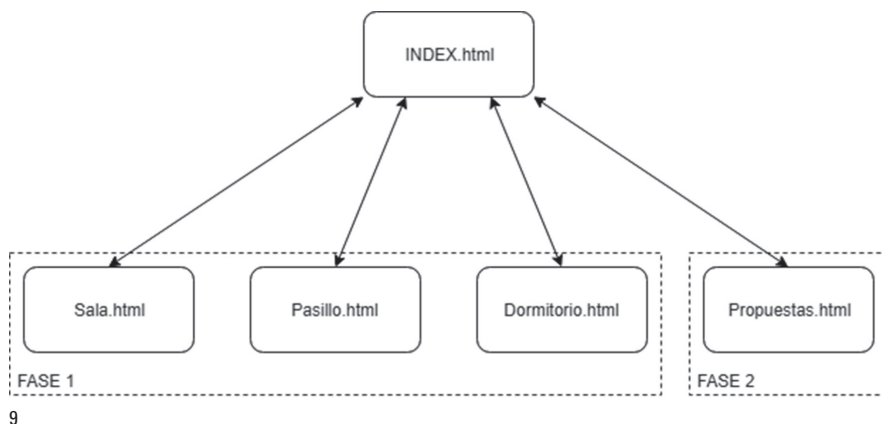 INDEX.html
Sala.html
Pasillo.html
Dormitorio.html
Propuestas.html
FASE 1
FASE 2
9